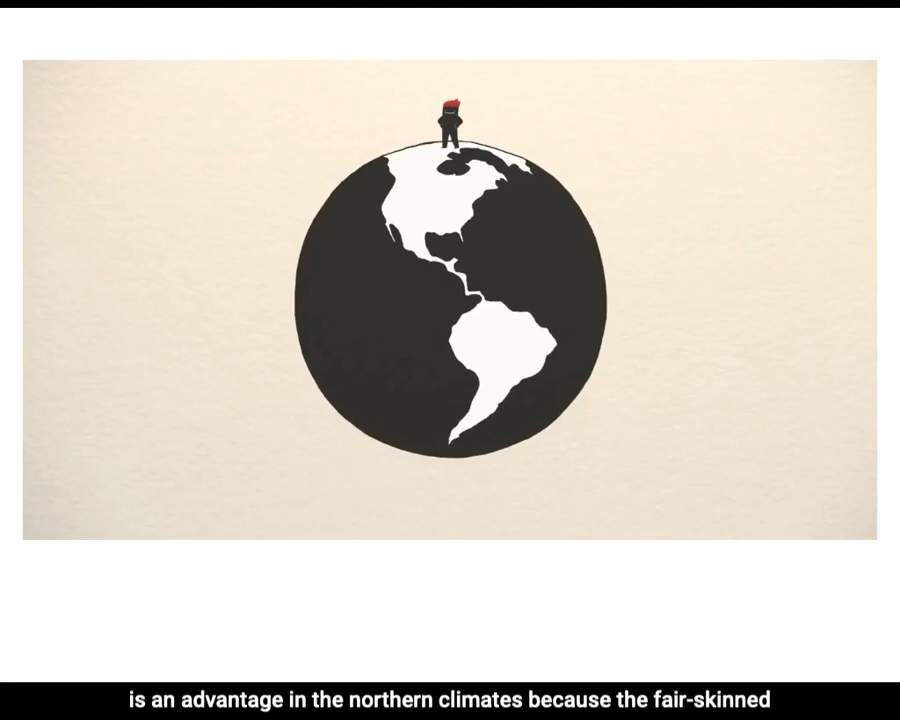 is an advantage in the northern climates because the fair-skinned